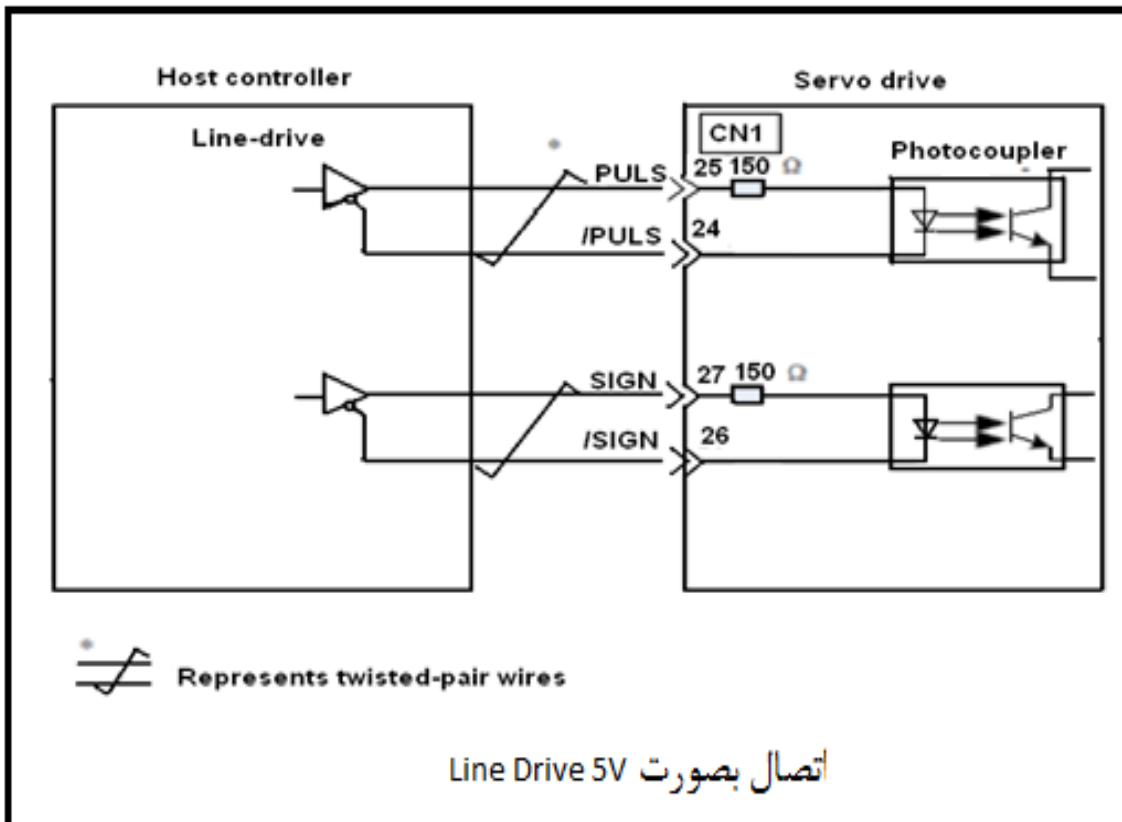 Host controller
Servo drive
Line-drive
CN1
Photocoupler
*
PULS
25 150 Ω
/PULS
24
SIGN
27 150 Ω
/SIGN
26
*
Represents twisted-pair wires
اتصال بصورت Line Drive 5V